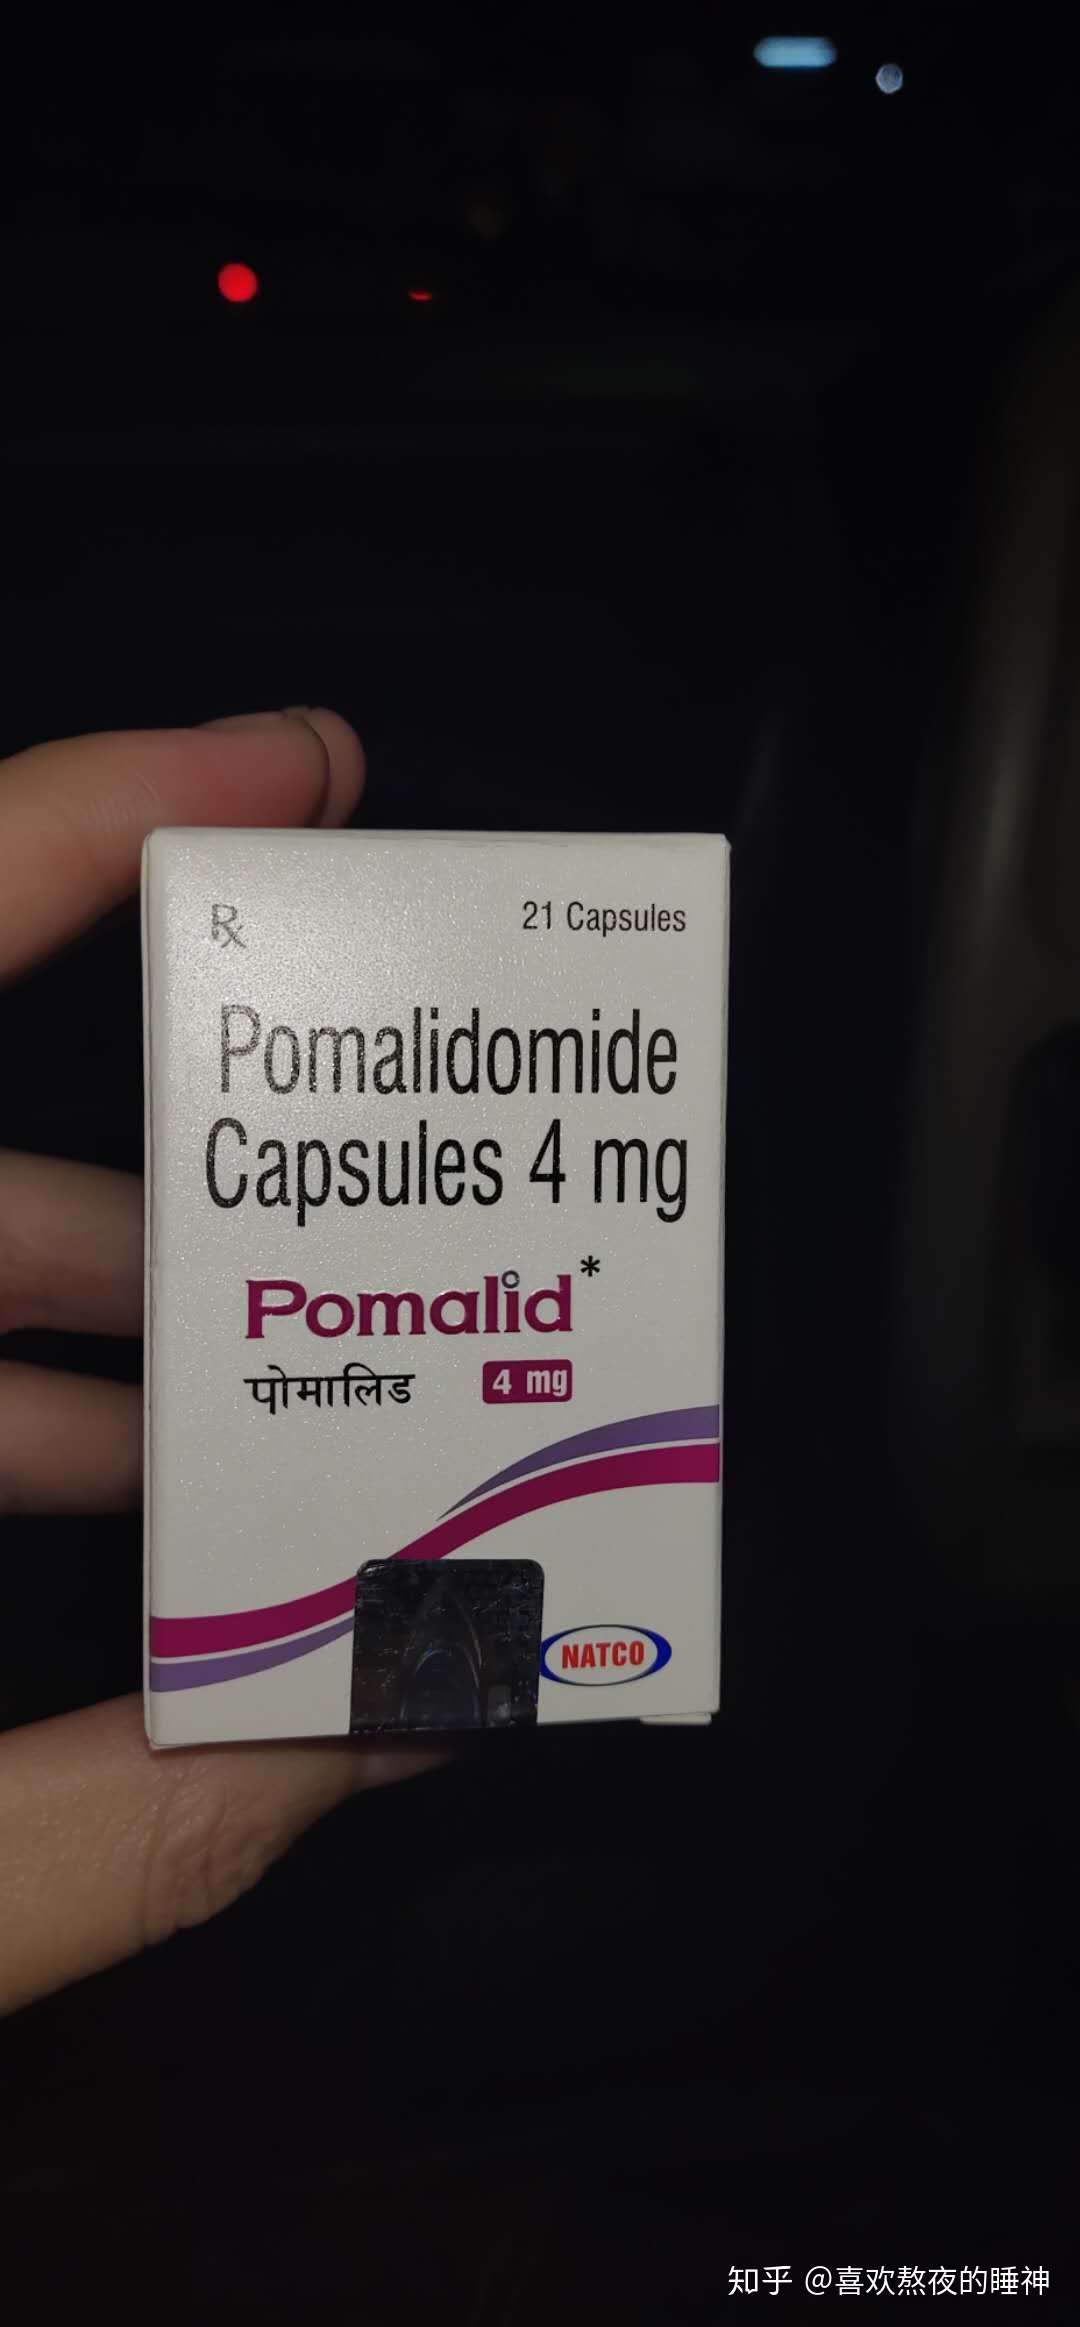 Rx
21 Capsules
Pomalidomide
Capsules 4 mg
Pomalid*
पोमालिड
4 mg
NATCO
知乎 @喜欢熬夜的睡神